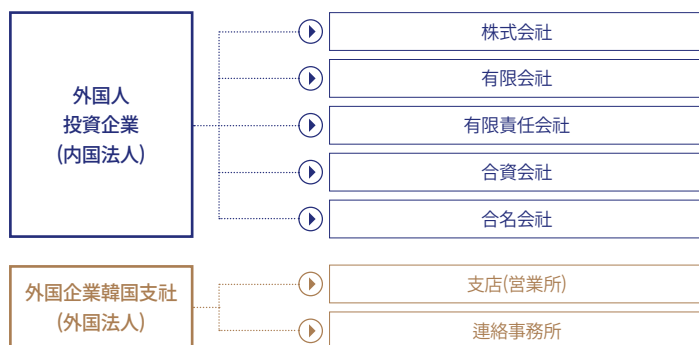 外国人
投資企業
(内国法人)
株式会社
有限会社
有限責任会社
合資会社
合名会社
外国企業韓国支社
(外国法人)
支店(営業所)
連絡事務所